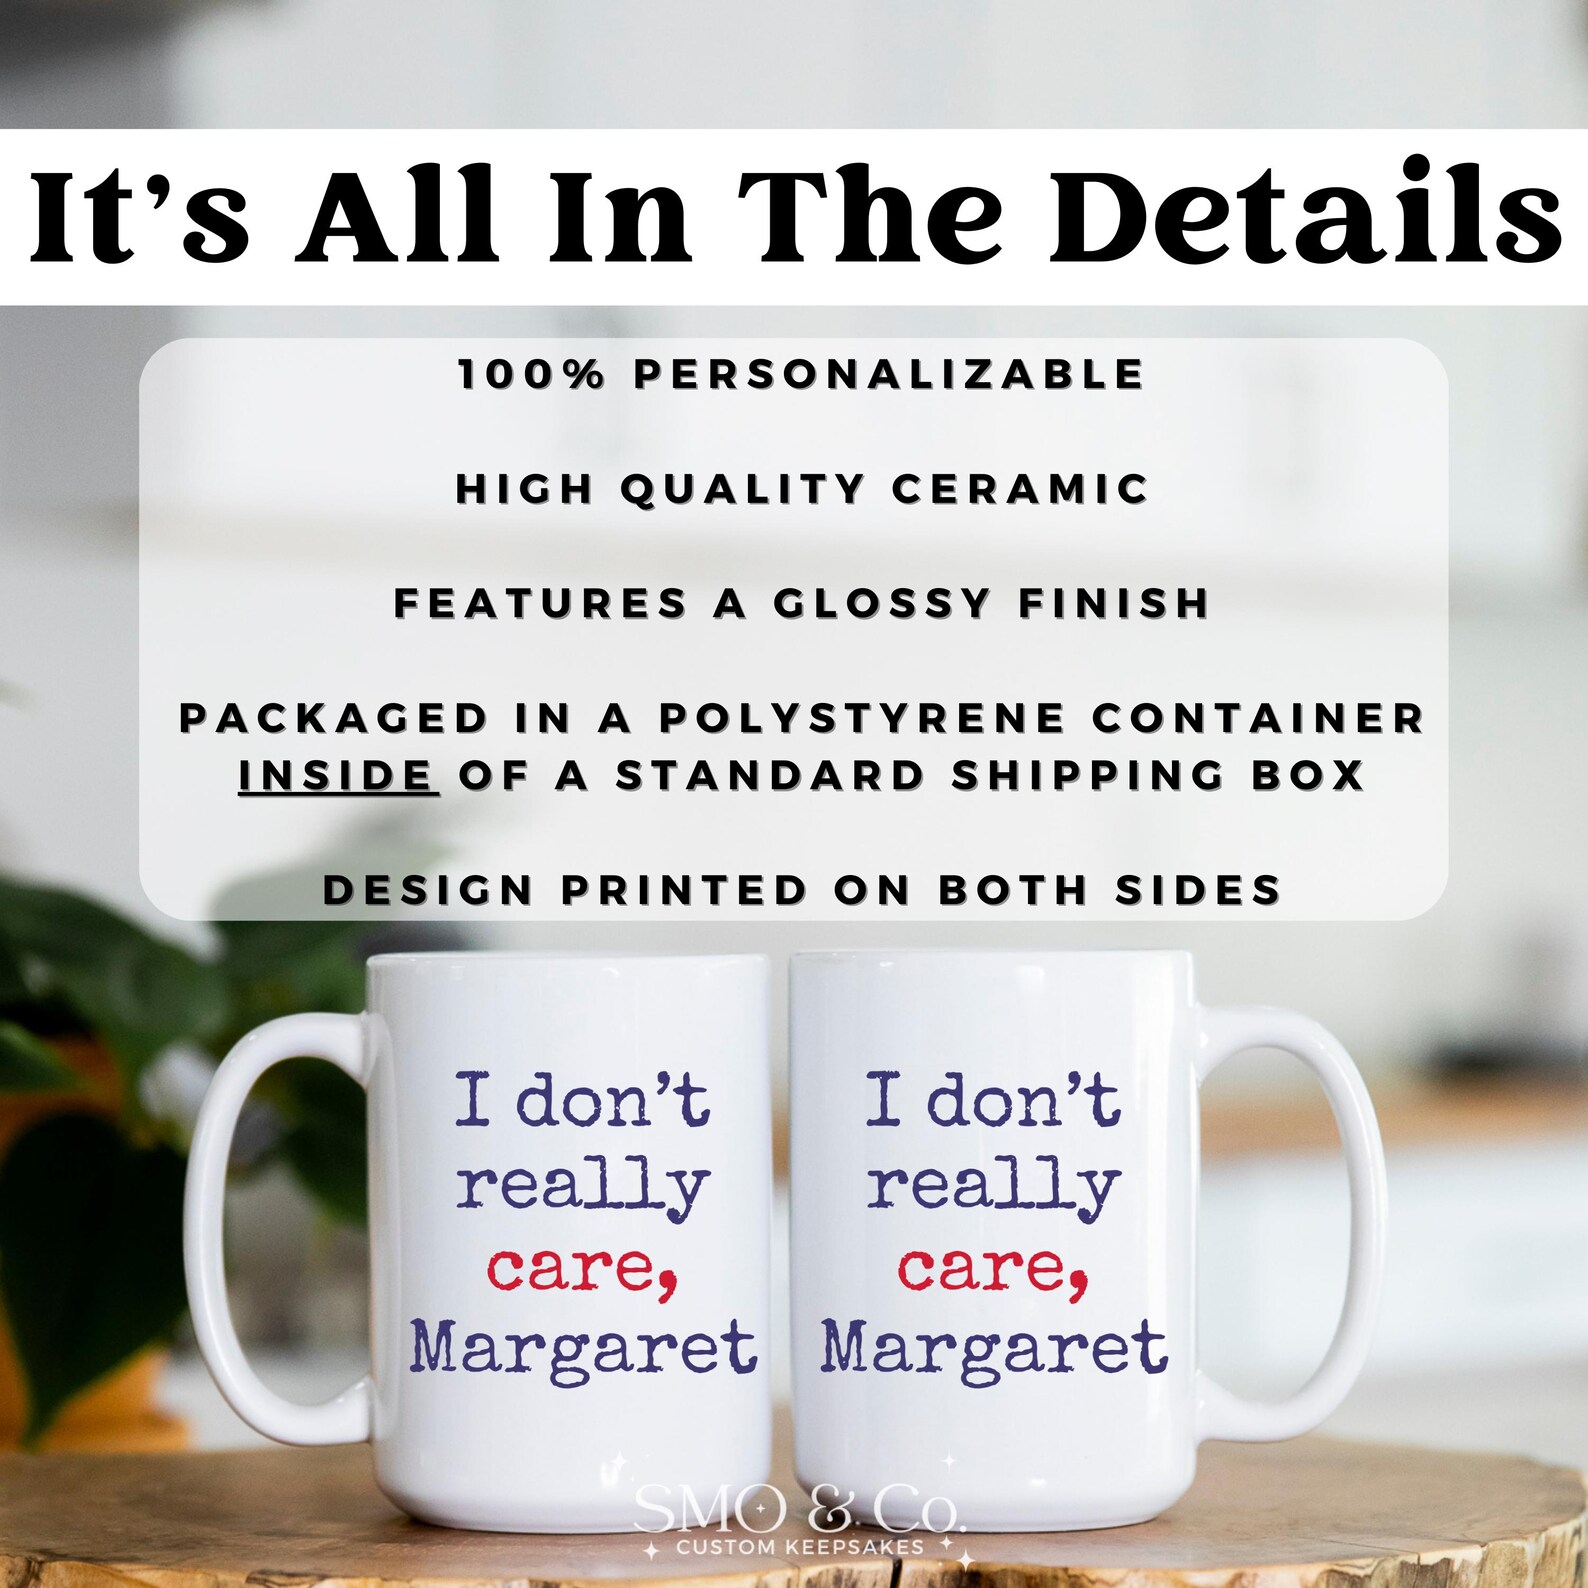 It's All In The Details
100% PERSONALIZABLE
HIGH QUALITY CERAMIC
FEATURES A GLOSSY FINISH
PACKAGED IN A POLYSTYRENE CONTAINER
INSIDE OF A STANDARD SHIPPING BOX
DESIGN PRINTED ON BOTH SIDES
I don't
really
care,
Margaret
I don't
really
care,
Margaret
SMO & Co.
CUSTOM KEEPSAKES